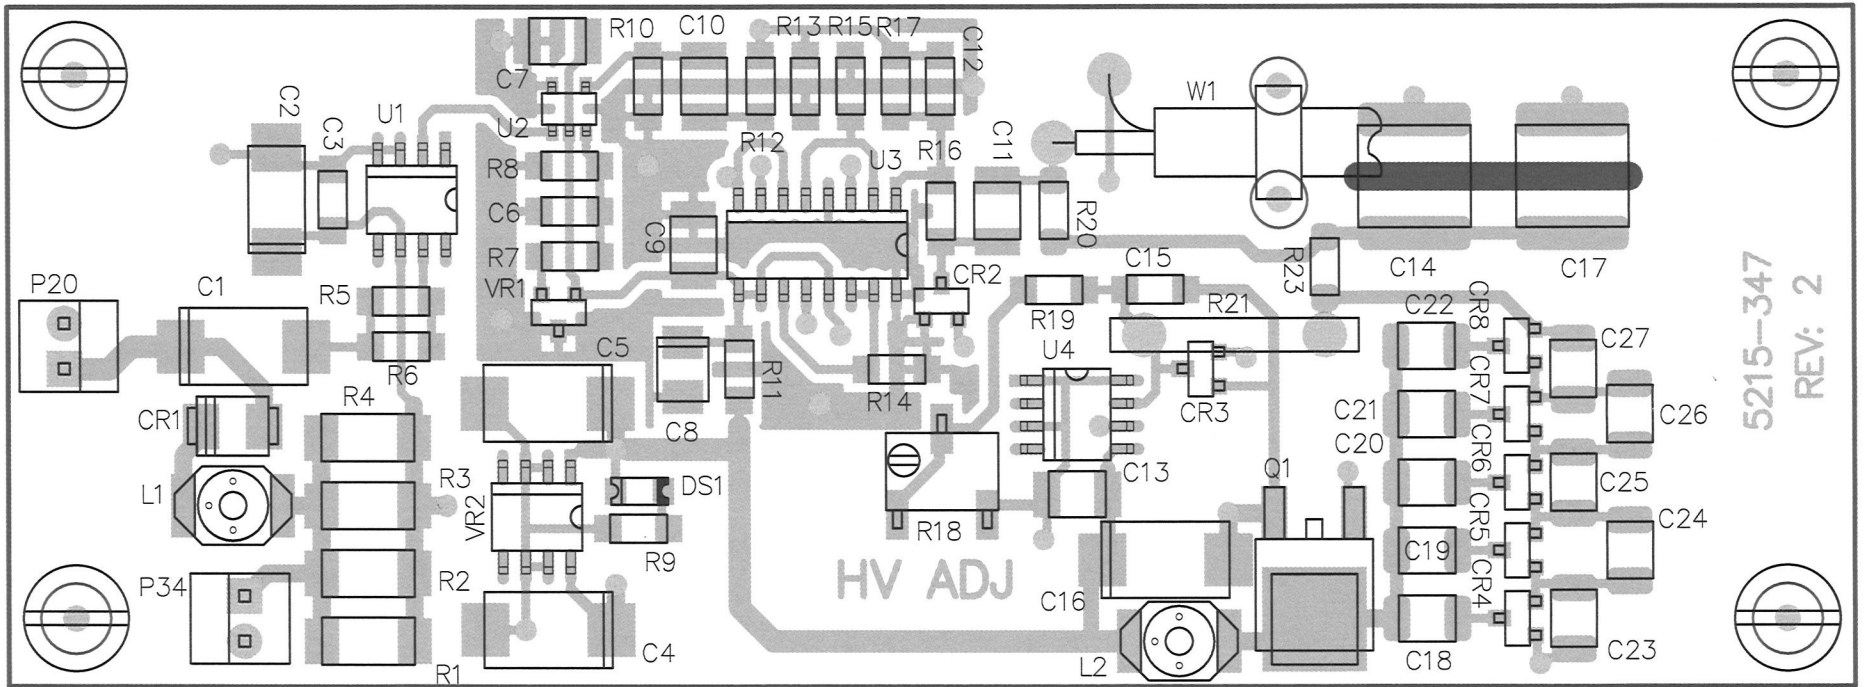 R10
C10
R13
R15
R17
C12
C7
U2
C2
C3
U1
R12
U3
R16
C11
W1
R8
C6
R7
VR1
C9
R20
CR2
C15
R23
C14
C17
5215-347
REV: 2
P20
C1
R5
R6
C5
R11
R19
R21
U4
C22
CR8
C27
R14
CR3
CR7
C21
C26
CR1
R4
C8
C20
CR6
L1
R3
VR2
DS1
R18
C13
Q1
C25
CR5
C24
R9
HV ADJ
C19
P34
R2
C16
CR4
R1
C4
L2
C18
C23